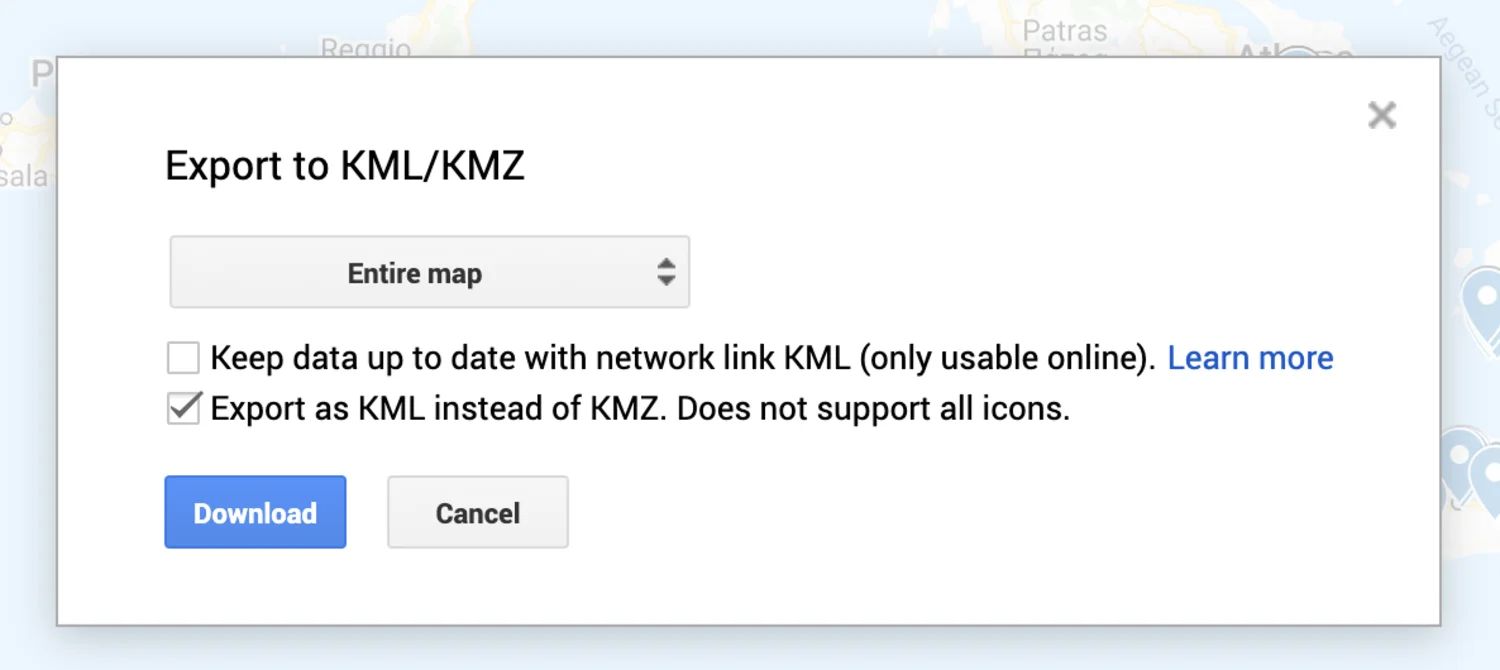 Patras
Reggio
Export to KML/KMZ
Entire map
Keep data up to date with network link KML (only usable online). Learn more
Export as KML instead of KMZ. Does not support all icons.
Download
Cancel